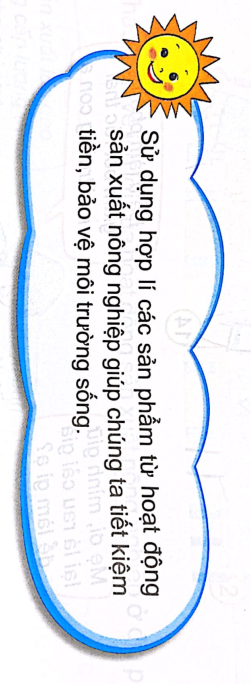 Sử dụng hợp lí các sản phẩm từ hoạt động
sản xuất nông nghiệp giúp chúng ta tiết kiệm
tiền, bảo vệ môi trường sống.